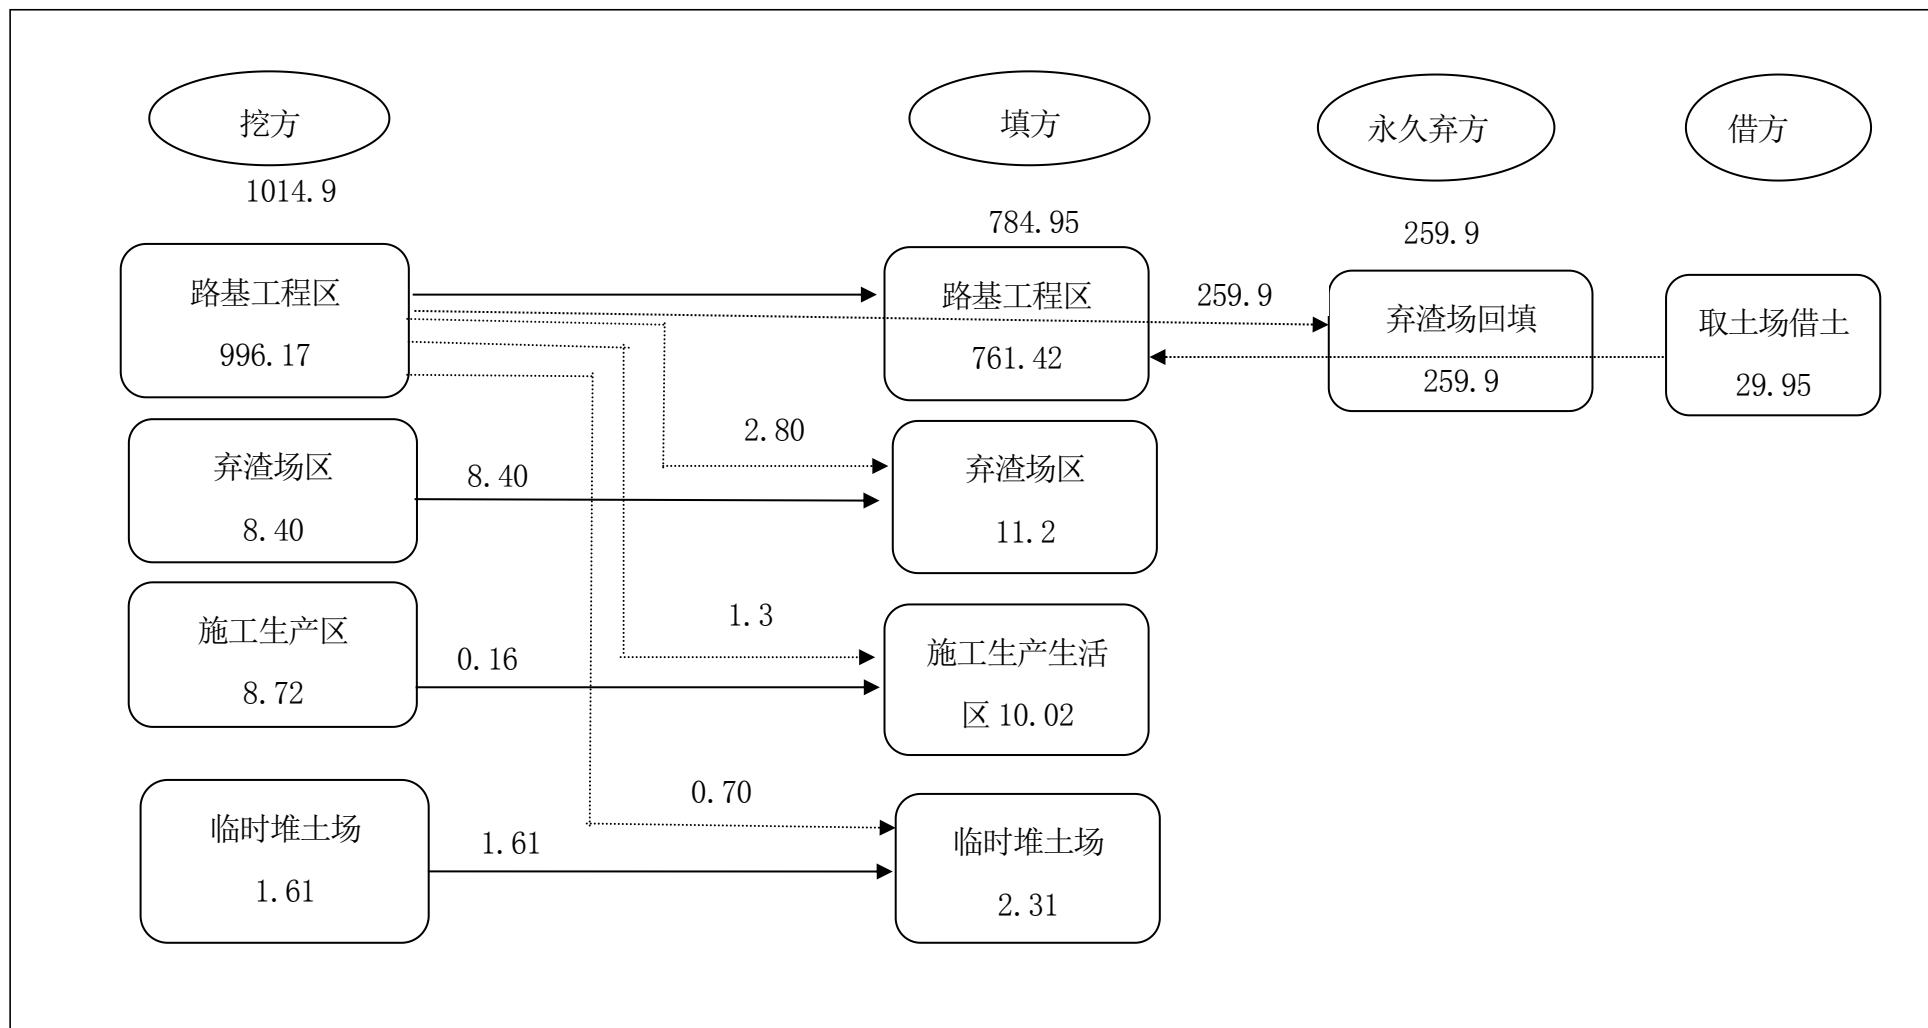 挖方
填方
永久弃方
借方
1014.9
784.95
259.9
路基工程区
996.17
路基工程区
761.42
259.9
弃渣场回填
259.9
取土场借土
29.95
2.80
弃渣场区
8.40
8.40
弃渣场区
11.2
1.3
施工生产区
8.72
0.16
施工生产生活
区 10.02
0.70
临时堆土场
1.61
1.61
临时堆土场
2.31